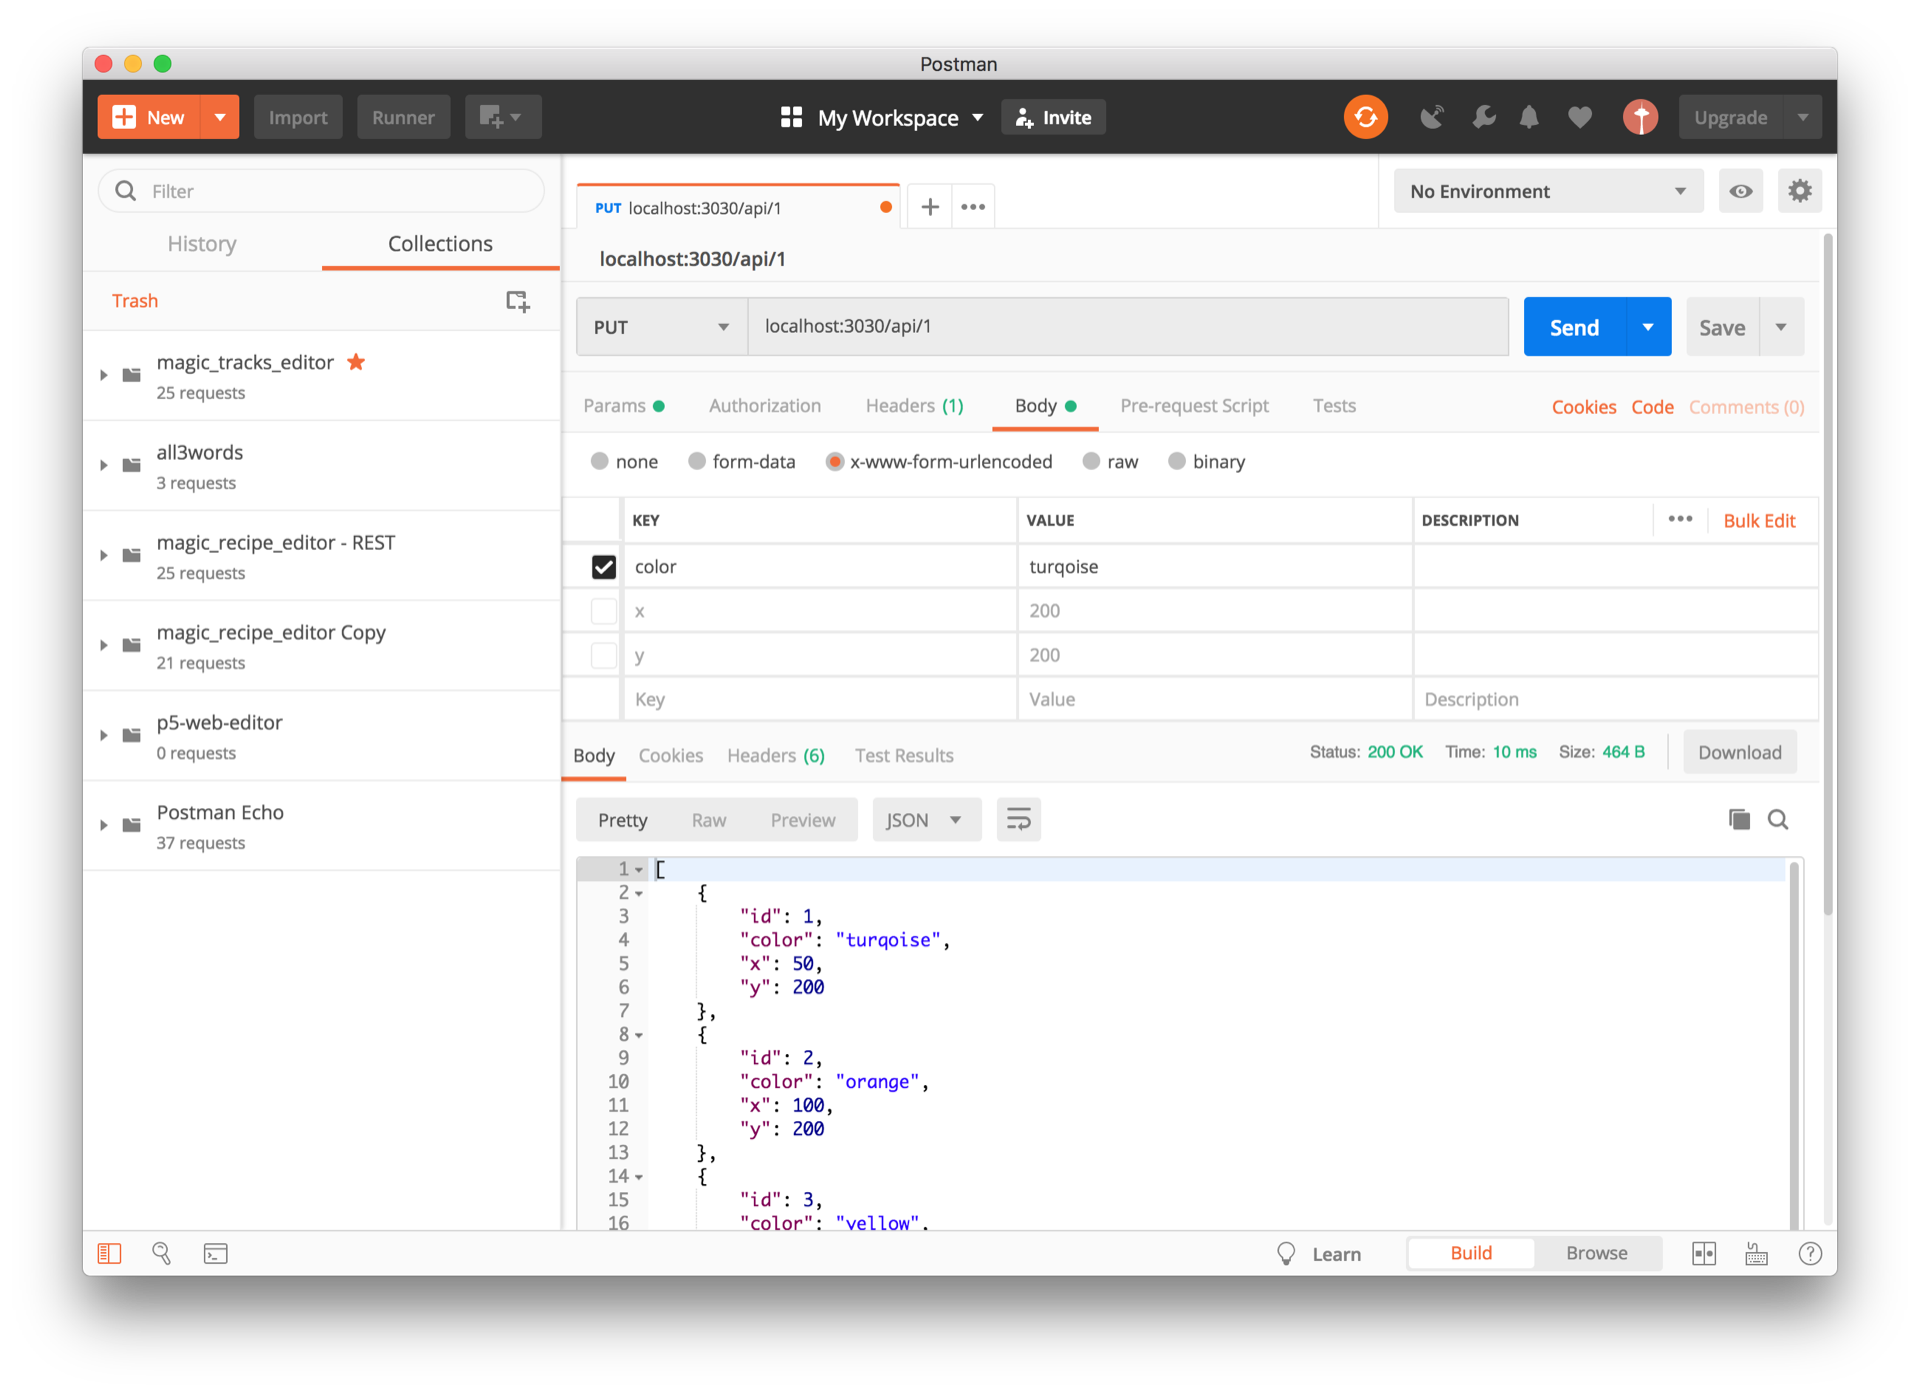 Postman
New
Import
Runner
My Workspace
Invite
Upgrade
Filter
History
Collections
Trash
magic_tracks_editor
25 requests
all3words
3 requests
magic_recipe_editor - REST
25 requests
magic_recipe_editor Copy
21 requests
p5-web-editor
0 requests
Postman Echo
37 requests
PUT localhost:3030/api/1
No Environment
localhost:3030/api/1
PUT localhost:3030/api/1
Send
Save
Params Authorization Headers (1) Body Pre-request Script Tests Cookies Code Comments (0)
none form-data x-www-form-urlencoded raw binary
KEY VALUE DESCRIPTION Bulk Edit
color turqoise
x 200
y 200
Key Value Description
Body Cookies Headers (6) Test Results Status: 200 OK Time: 10 ms Size: 464 B Download
Pretty Raw Preview JSON
1 [
2 {
3 "id": 1,
4 "color": "turqoise",
5 "x": 50,
6 "y": 200
7 },
8 {
9 "id": 2,
10 "color": "orange",
11 "x": 100,
12 "y": 200
13 },
14 {
15 "id": 3,
16 "color": "yellow",
Learn
Build
Browse